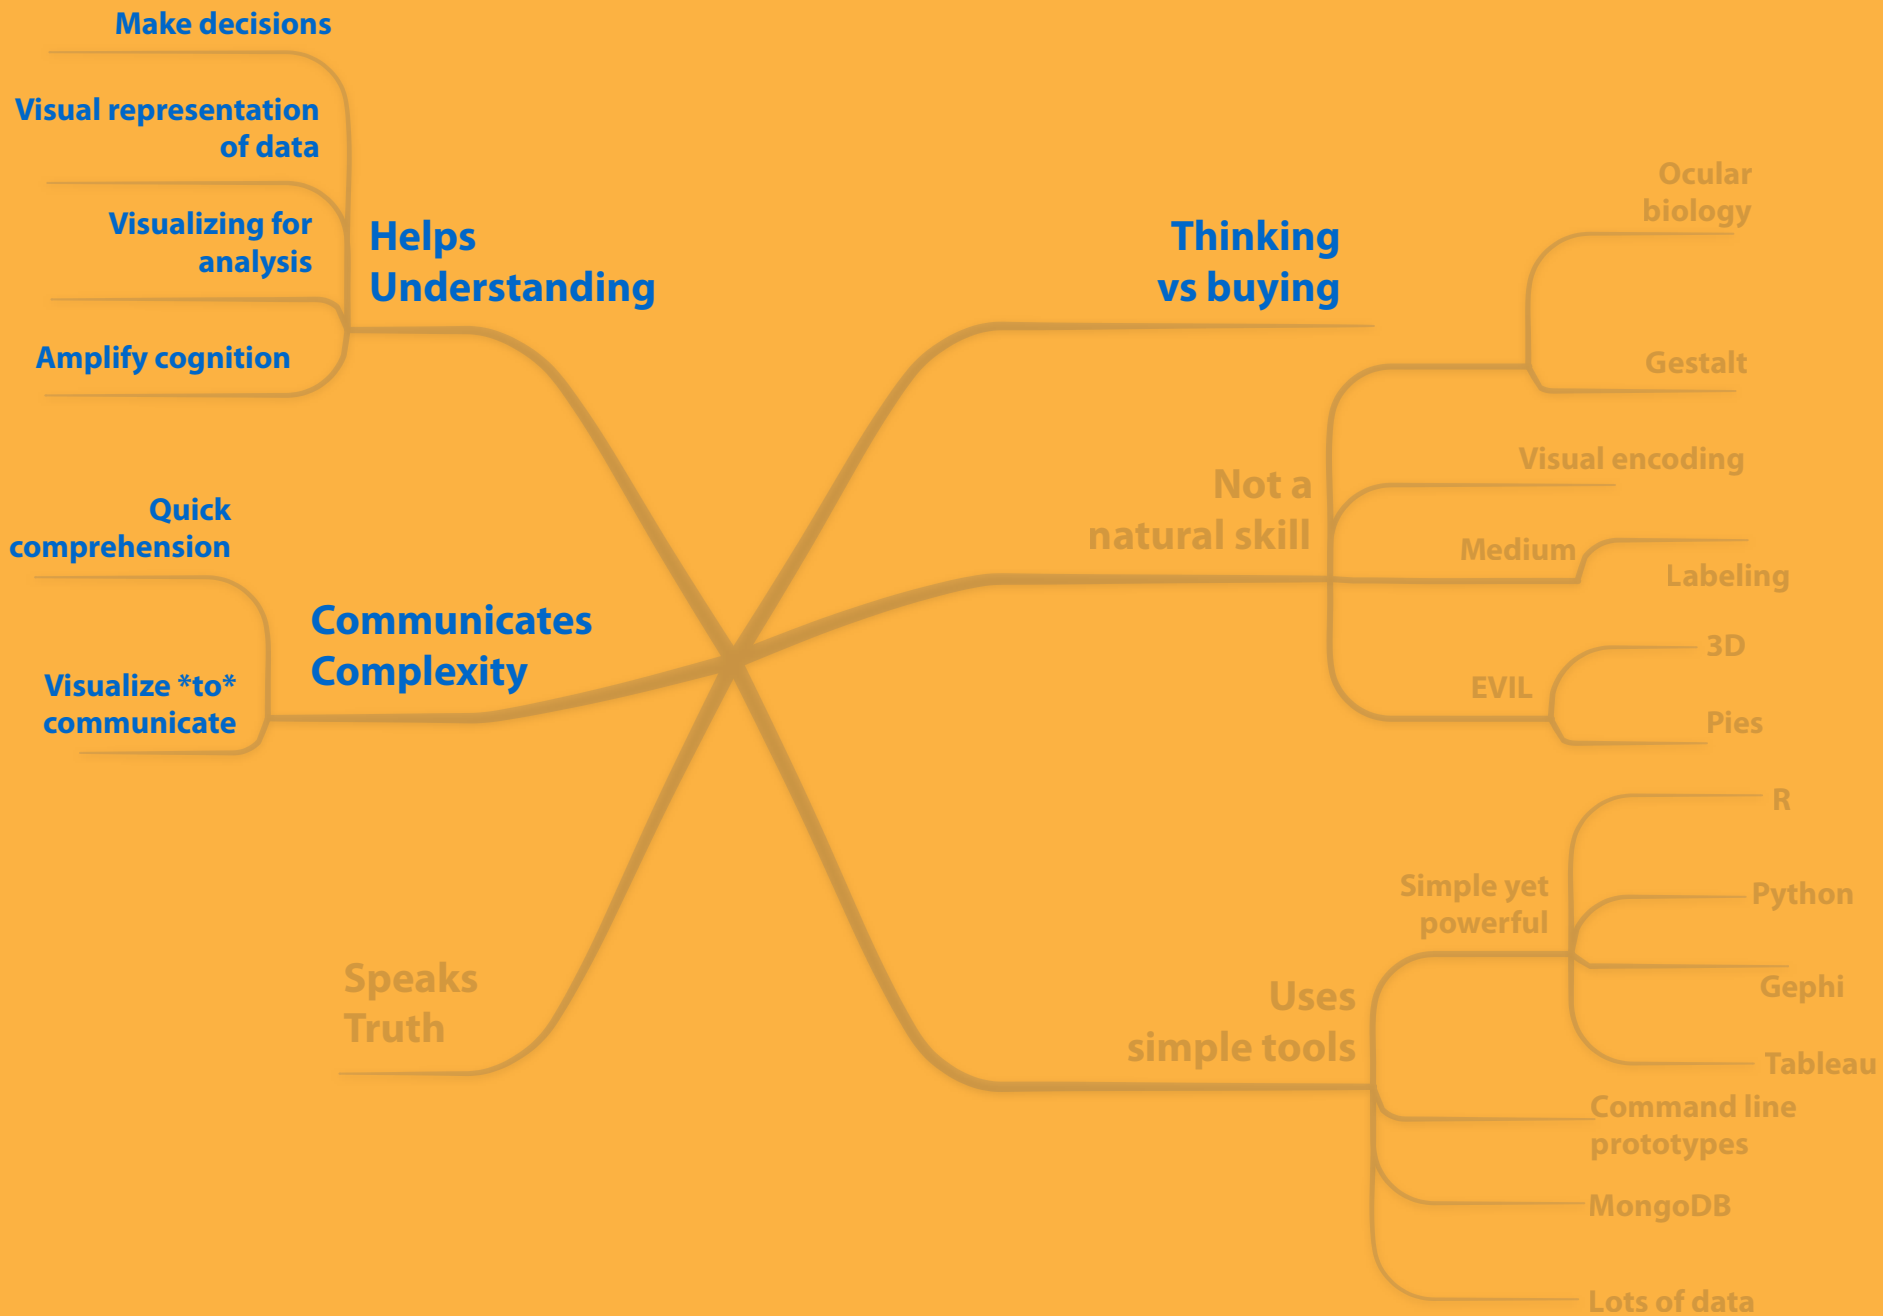 Make decisions
Visual representation
of data
Visualizing for
analysis
Amplify cognition
Helps
Understanding
Quick
comprehension
Visualize *to*
communicate
Communicates
Complexity
Speaks
Truth
Thinking
vs buying
Not a
natural skill
Ocular
biology
Gestalt
Visual encoding
Medium
Labeling
EVIL
3D
Pies
Uses
simple tools
Simple yet
powerful
R
Python
Gephi
Tableau
Command line
prototypes
MongoDB
Lots of data